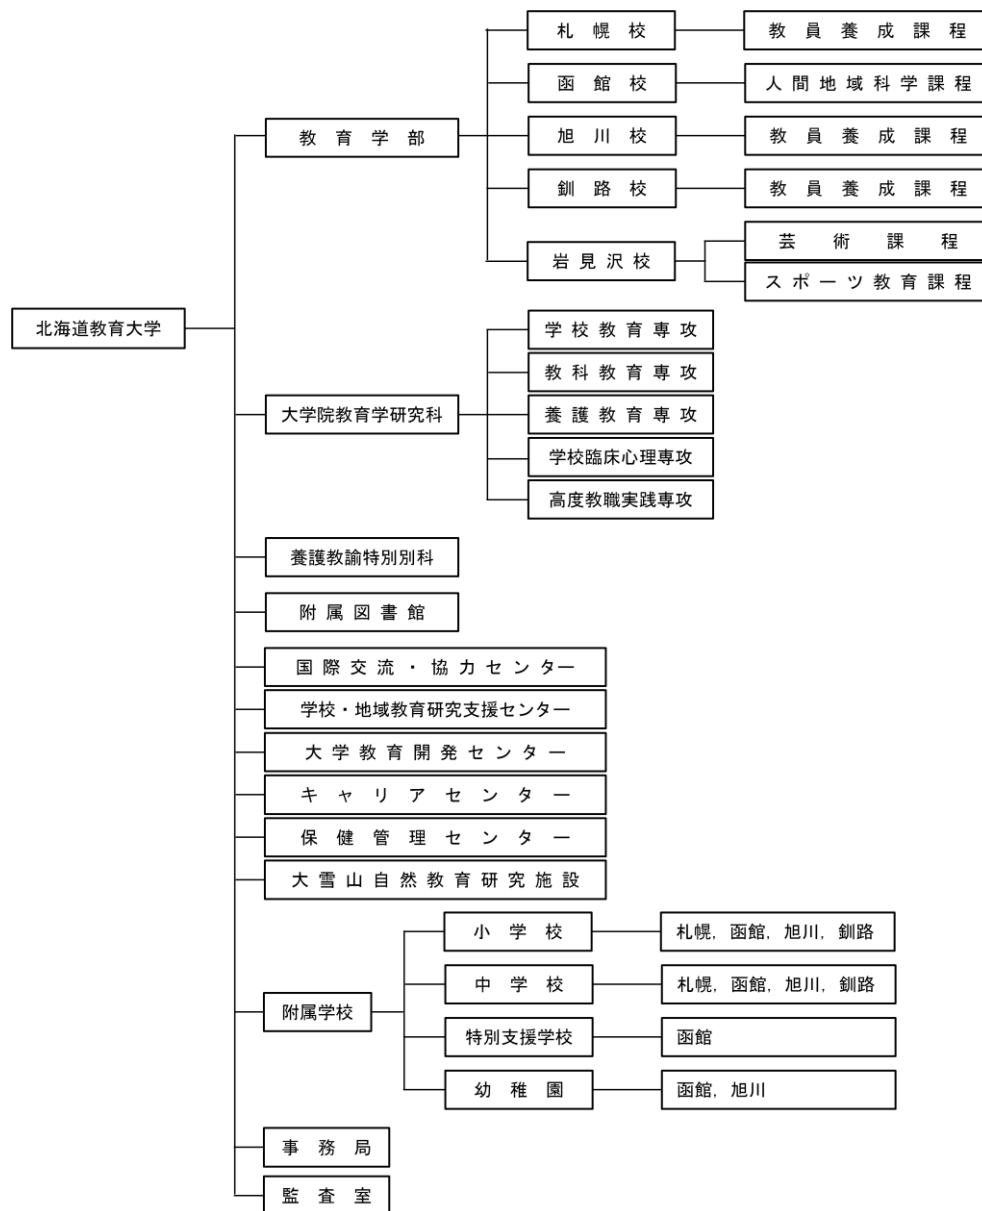 札幌校
教員養成課程
函館校
人間地域科学課程
教育学部
旭川校
教員養成課程
釧路校
教員養成課程
岩見沢校
芸術課程
スポーツ教育課程
北海道教育大学
学校教育専攻
教科教育専攻
大学院教育学研究科
養護教育専攻
学校臨床心理専攻
高度教職実践専攻
養護教諭特別別科
附属図書館
国際交流・協力センター
学校・地域教育研究支援センター
大学教育開発センター
キャリアセンター
保健管理センター
大雪山自然教育研究施設
小学校
札幌，函館，旭川，釧路
中学校
札幌，函館，旭川，釧路
附属学校
特別支援学校
函館
幼稚園
函館，旭川
事務局
監査室